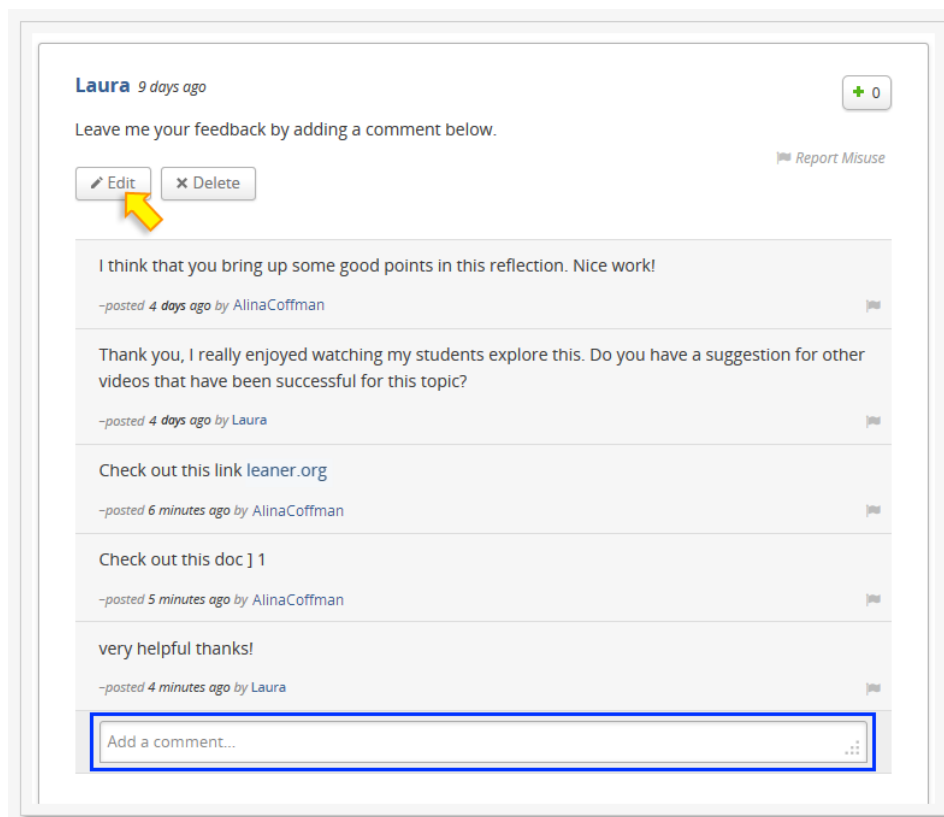 Laura 9 days ago
+ 0
Leave me your feedback by adding a comment below.
Report Misuse
Edit
Delete
I think that you bring up some good points in this reflection. Nice work!
–posted 4 days ago by AlinaCoffman
Thank you, I really enjoyed watching my students explore this. Do you have a suggestion for other
videos that have been successful for this topic?
–posted 4 days ago by Laura
Check out this link leaner.org
–posted 6 minutes ago by AlinaCoffman
Check out this doc ] 1
–posted 5 minutes ago by AlinaCoffman
very helpful thanks!
–posted 4 minutes ago by Laura
Add a comment...